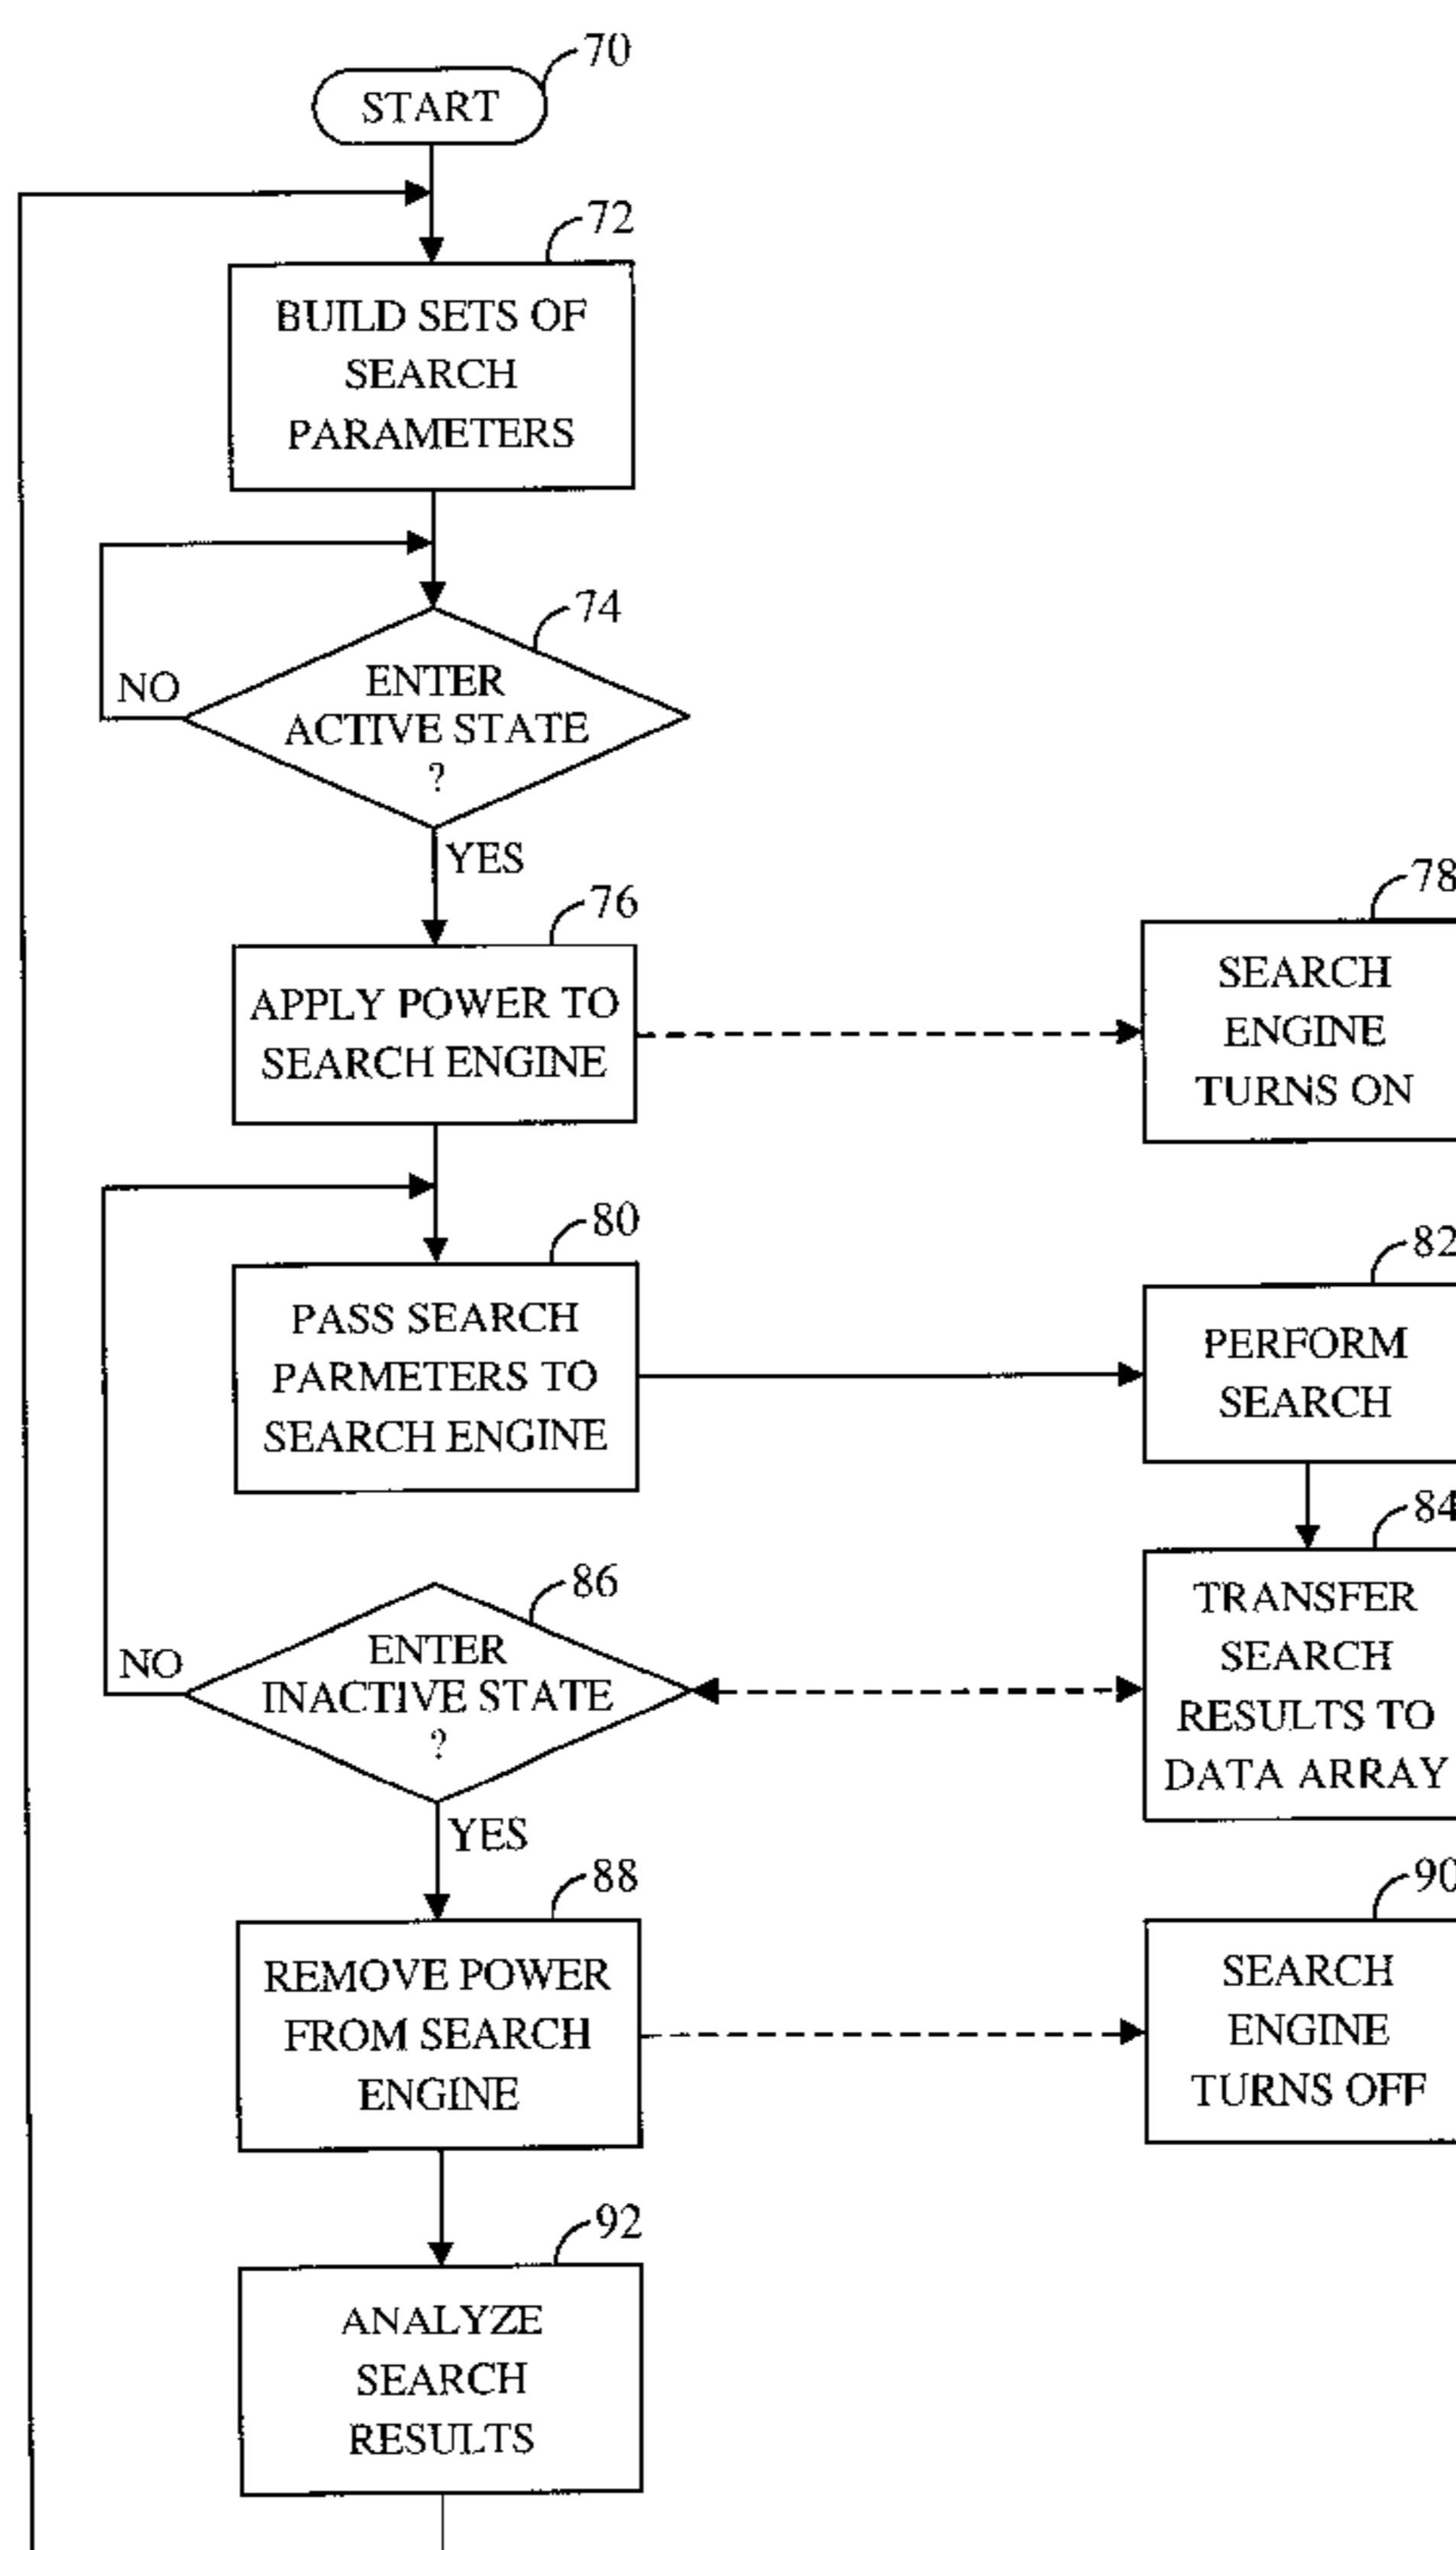 70
START
72
BUILD SETS OF
SEARCH
PARAMETERS
74
NO
ENTER
ACTIVE STATE
?
YES
76
APPLY POWER TO
SEARCH ENGINE
78
SEARCH
ENGINE
TURNS ON
80
PASS SEARCH
PARMETERS TO
SEARCH ENGINE
82
PERFORM
SEARCH
84
TRANSFER
SEARCH
RESULTS TO
DATA ARRAY
86
NO
ENTER
INACTIVE STATE
?
YES
88
REMOVE POWER
FROM SEARCH
ENGINE
90
SEARCH
ENGINE
TURNS OFF
92
ANALYZE
SEARCH
RESULTS